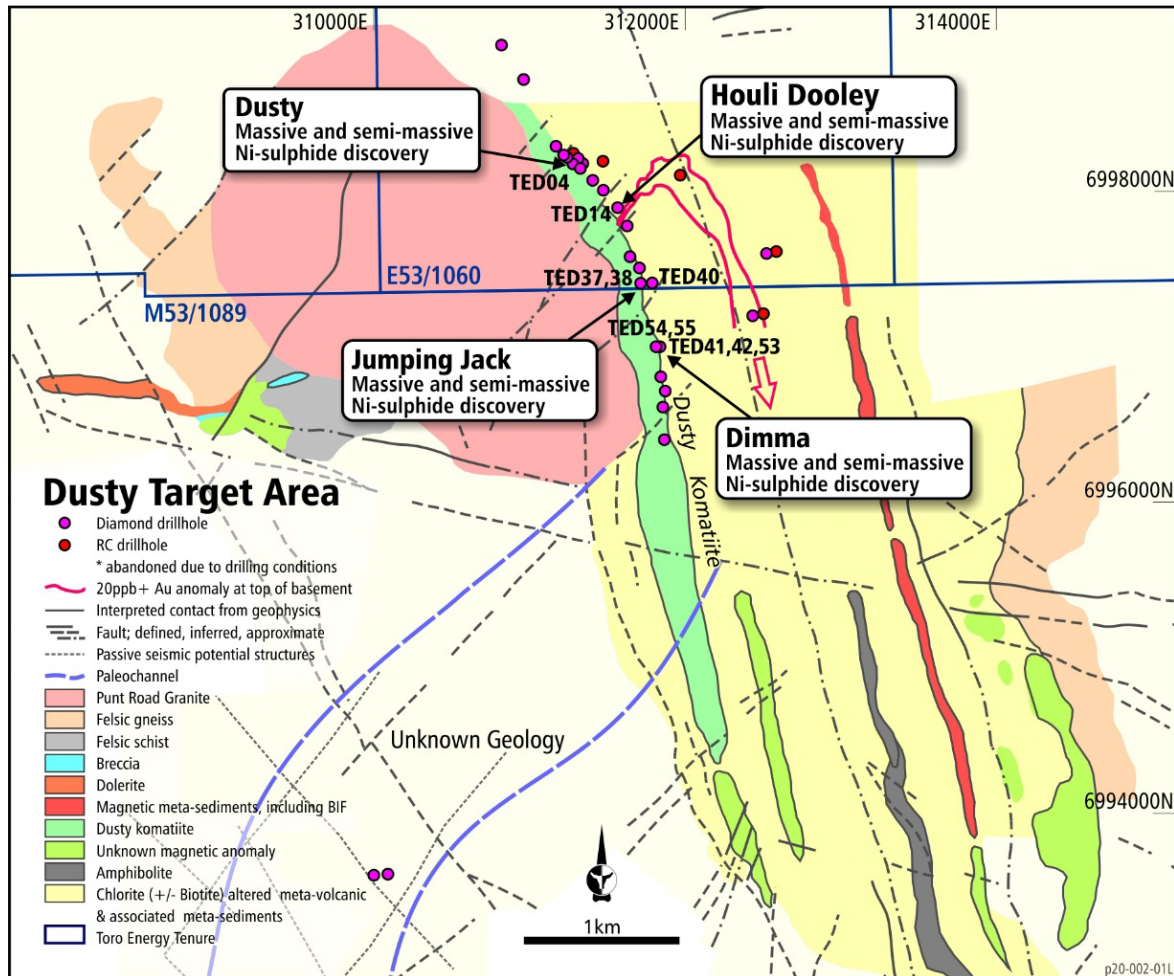 310000E
312000E
314000E
Dusty
Massive and semi-massive
Ni-sulphide discovery
Houli Dooley
Massive and semi-massive
Ni-sulphide discovery
TED04
6998000N
TED14
E53/1060
TED37,38
TED40
M53/1089
TED54,55
TED41,42,53
Jumping Jack
Massive and semi-massive
Ni-sulphide discovery
Dusty Komatiite
Dimma
Massive and semi-massive
Ni-sulphide discovery
6996000N
Dusty Target Area
Diamond drillhole
RC drillhole
* abandoned due to drilling conditions
20ppb+ Au anomaly at top of basement
Interpreted contact from geophysics
Fault; defined, inferred, approximate
Passive seismic potential structures
Paleochannel
Punt Road Granite
Felsic gneiss
Felsic schist
Breccia
Dolerite
Magnetic meta-sediments, including BIF
Dusty komatiite
Unknown magnetic anomaly
Amphibolite
Chlorite (+/- Biotite) altered meta-volcanic
& associated meta-sediments
Toro Energy Tenure
Unknown Geology
6994000N
1km
p20-002-01L